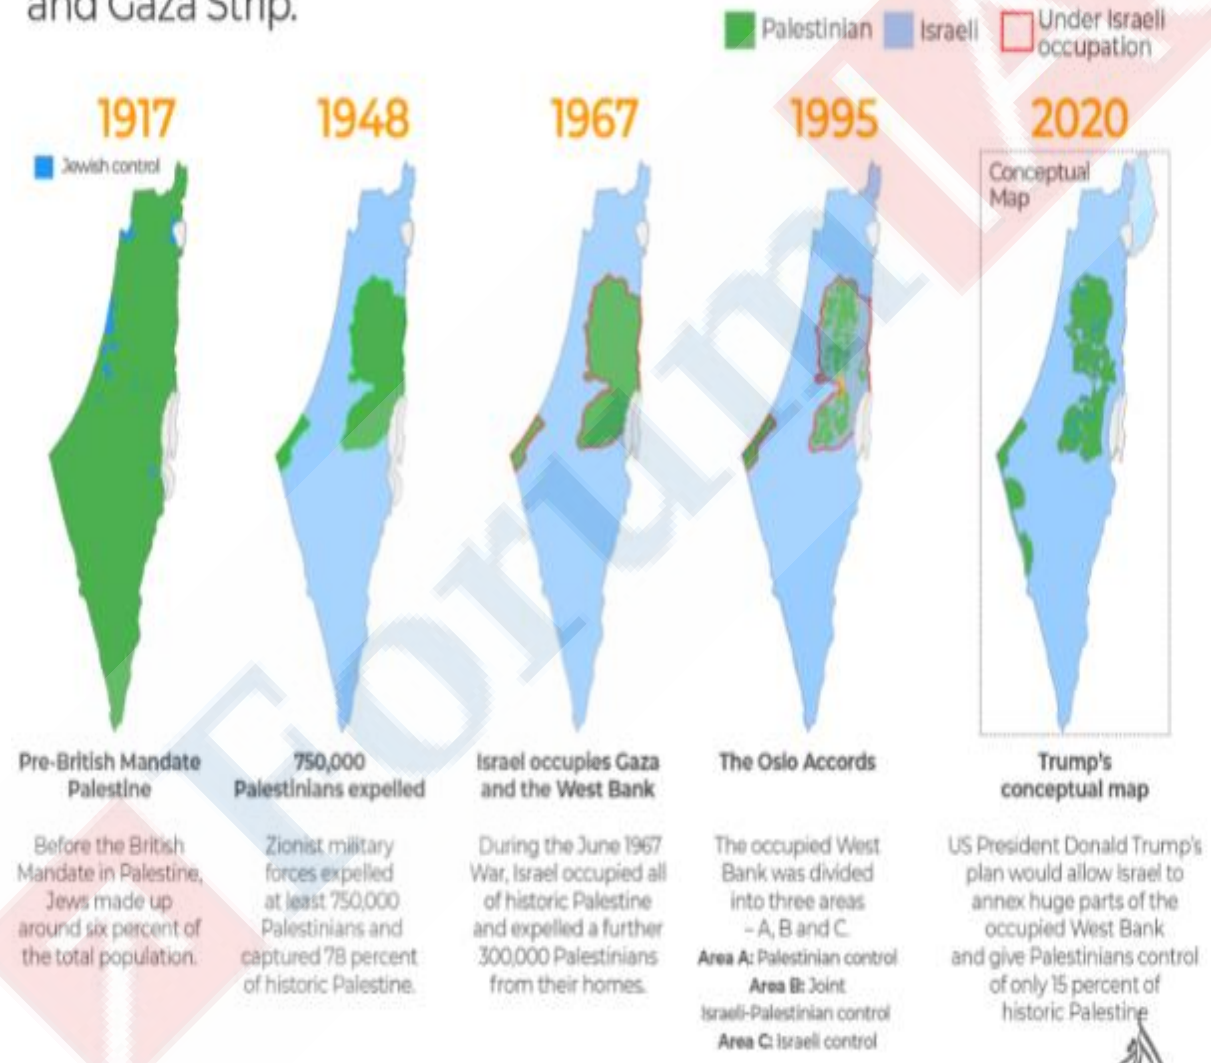 and Gaza Strip.
Palestinian
Israeli
Under Israeli
occupation
1917
1948
1967
1995
2020
Jewish control
Conceptual
Map
Pre-British Mandate
Palestine
Before the British
Mandate in Palestine,
Jews made up
around six percent of
the total population.
750,000
Palestinians expelled
Zionist military
forces expelled
at least 750,000
Palestinians and
captured 78 percent
of historic Palestine.
Israel occupies Gaza
and the West Bank
During the June 1967
War, Israel occupied all
of historic Palestine
and expelled a further
300,000 Palestinians
from their homes.
The Oslo Accords
The occupied West
Bank was divided
into three areas
– A, B and C.
Area A: Palestinian control
Area B: Joint
Israeli-Palestinian control
Area C: Israeli control
Trump's
conceptual map
US President Donald Trump's
plan would allow Israel to
annex huge parts of the
occupied West Bank
and give Palestinians control
of only 15 percent of
historic Palestine
Forum